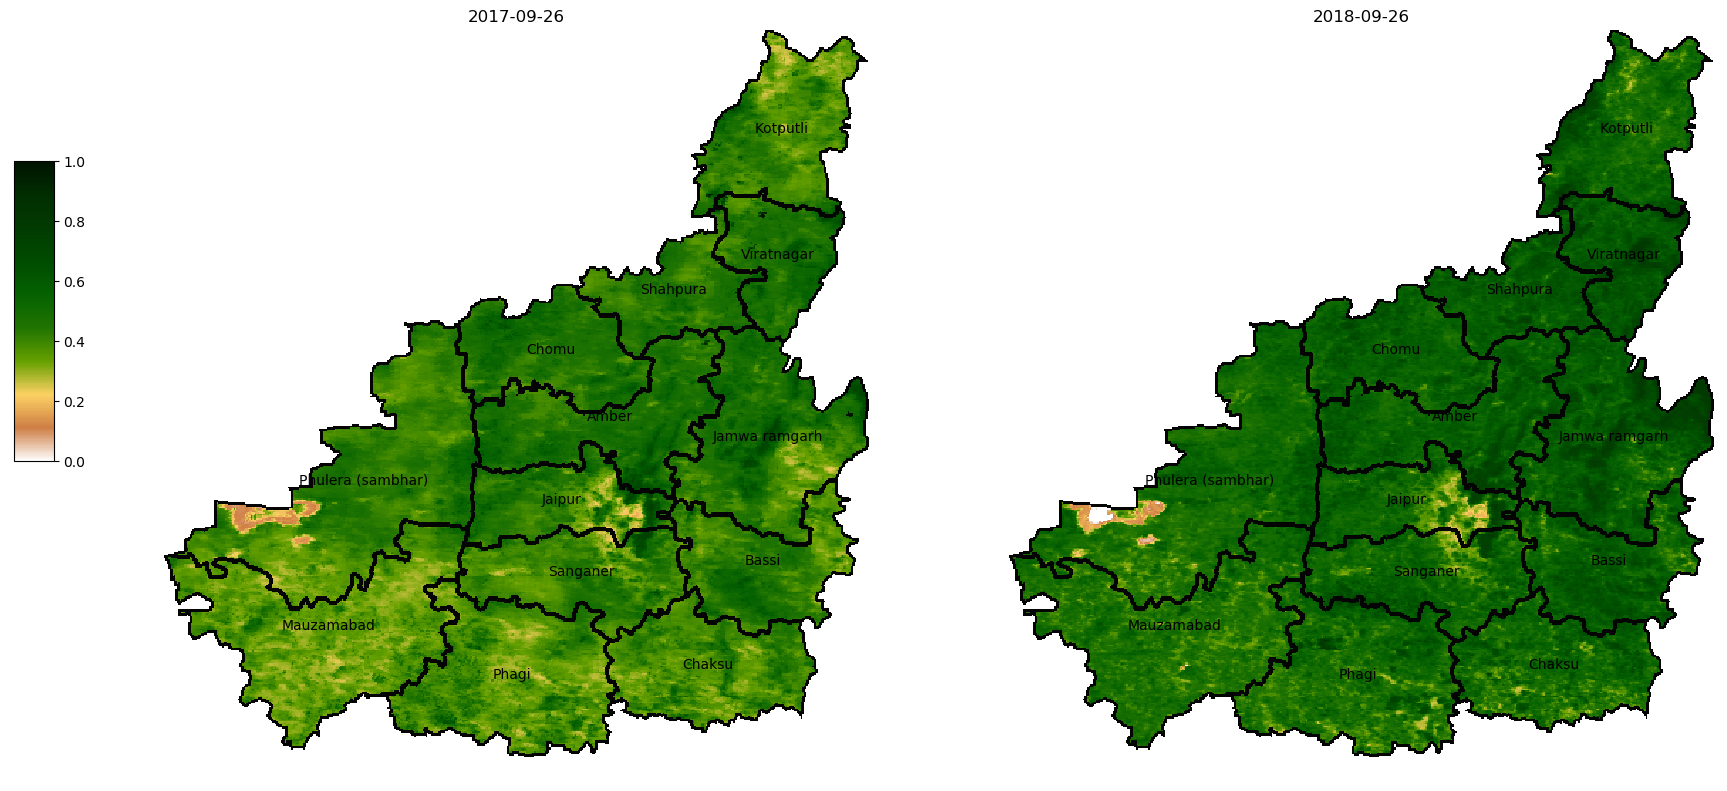 2017-09-26
2018-09-26
1.0
0.8
0.6
0.4
0.2
0.0
Kotputli
Viratnagar
Shahpura
Chomu
Amber
Jamwa ramgarh
Phulera (sambhar)
Jaipur
Bassi
Sanganer
Mauzamabad
Chaksu
Phagi
Kotputli
Viratnagar
Shahpura
Chomu
Amber
Jamwa ramgarh
Phulera (sambhar)
Jaipur
Bassi
Sanganer
Mauzamabad
Chaksu
Phagi